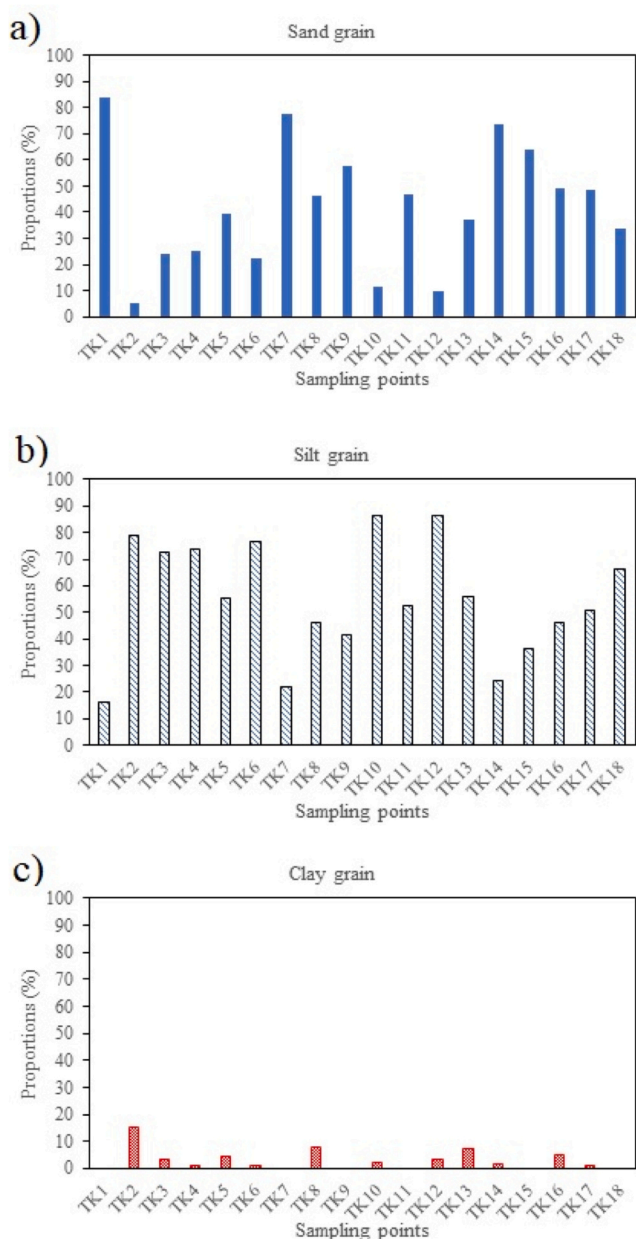 a)
Sand grain
Proportions (%)
100
90
80
70
60
50
40
30
20
10
0
TK1 TK2 TK3 TK4 TK5 TK6 TK7 TK8 TK9 TK10 TK11 TK12 TK13 TK14 TK15 TK16 TK17 TK18
Sampling points
b)
Silt grain
Proportions (%)
100
90
80
70
60
50
40
30
20
10
0
TK1 TK2 TK3 TK4 TK5 TK6 TK7 TK8 TK9 TK10 TK11 TK12 TK13 TK14 TK15 TK16 TK17 TK18
Sampling points
c)
Clay grain
Proportions (%)
100
90
80
70
60
50
40
30
20
10
0
TK1 TK2 TK3 TK4 TK5 TK6 TK7 TK8 TK9 TK10 TK11 TK12 TK13 TK14 TK15 TK16 TK17 TK18
Sampling points